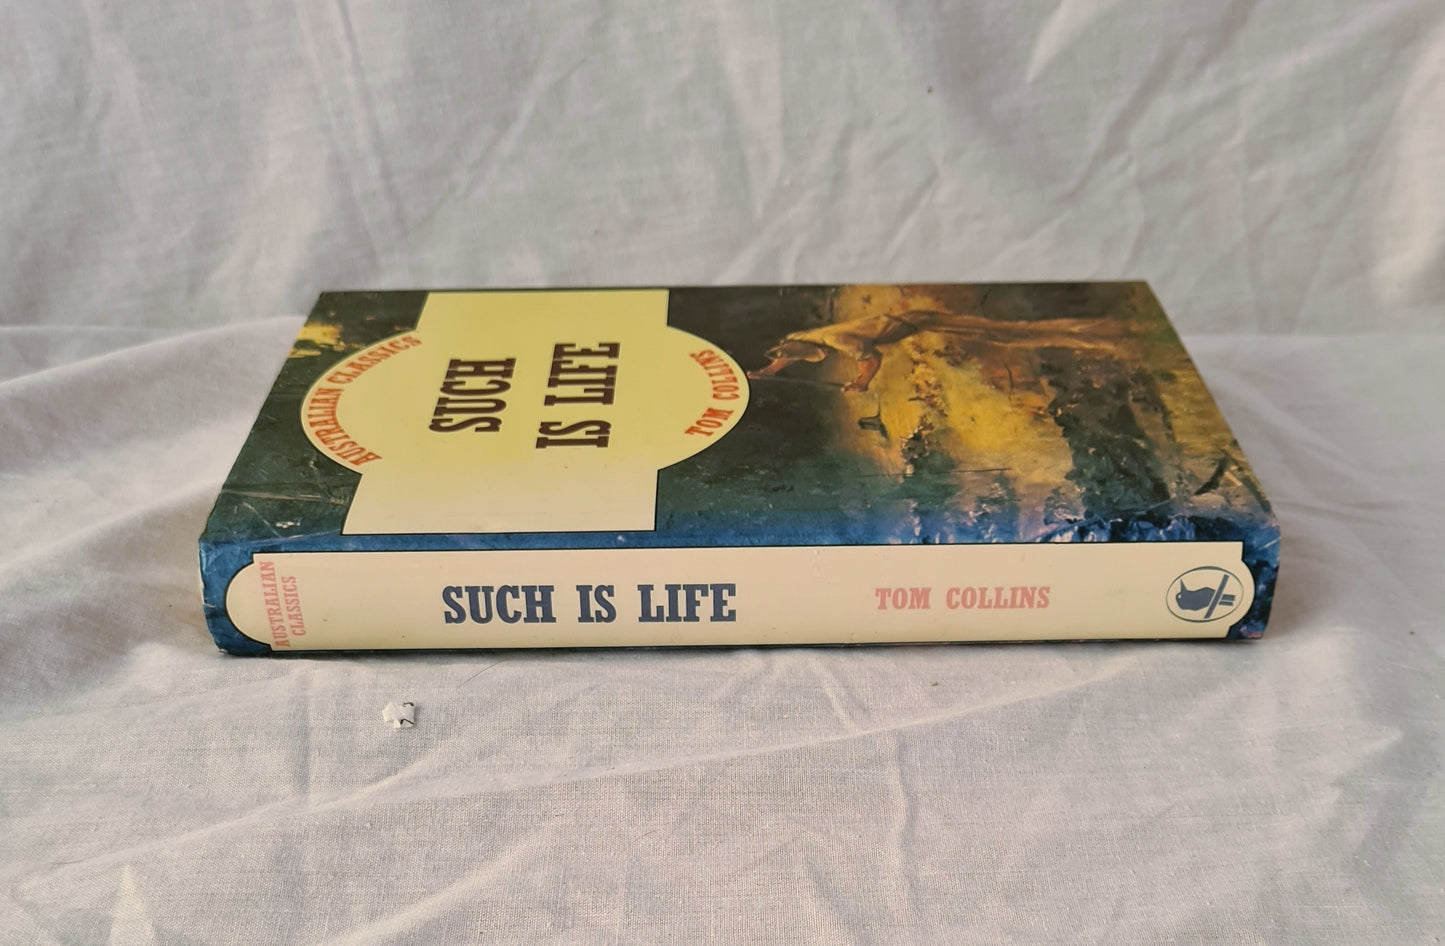 AUSTRALIAN CLASSICS
SUCH
IS LIFE
TOM COLLINS
AUSTRALIAN
CLASSICS
SUCH IS LIFE
TOM COLLINS